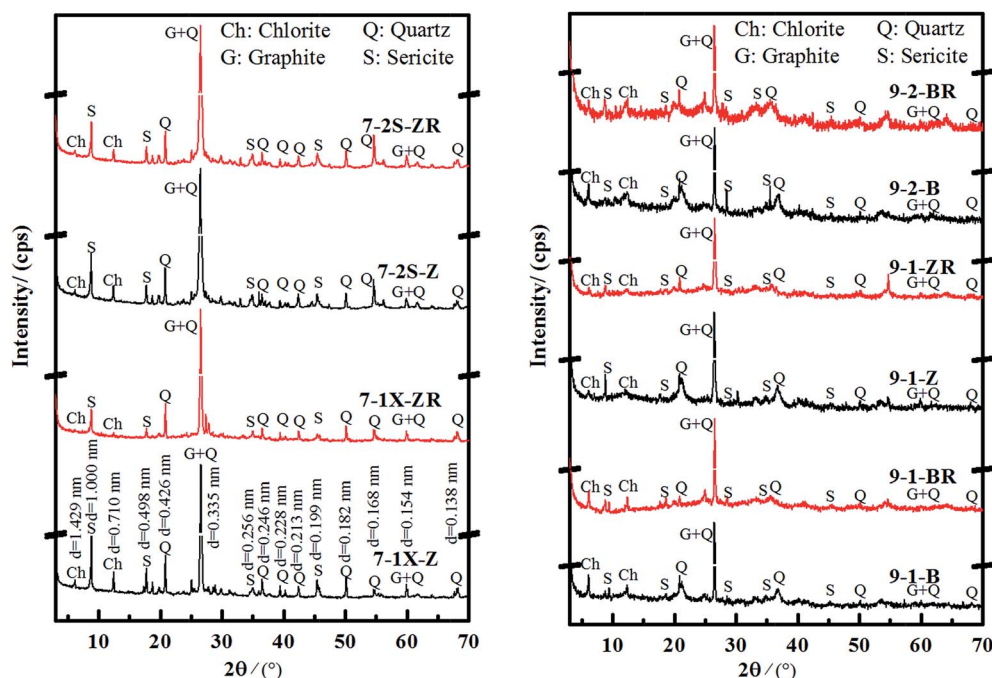 Ch: Chlorite Q: Quartz
G: Graphite S: Sericite
G+Q
Ch S Ch S Q S Q Q Q S Q Q G+Q Q
7-2S-ZR
G+Q
Ch S Ch S Q S Q Q Q S Q Q G+Q Q
7-2S-Z
G+Q
Ch S Ch S Q S Q Q Q S Q Q G+Q Q
7-1X-ZR
G+Q
d=1.429 nm
d=1.000 nm
d=0.710 nm
d=0.498 nm
d=0.426 nm
d=0.335 nm
d=0.256 nm
d=0.246 nm
d=0.228 nm
d=0.213 nm
d=0.199 nm
d=0.182 nm
d=0.168 nm
d=0.154 nm
d=0.138 nm
7-1X-Z
Ch S Ch S Q S Q Q Q S Q Q G+Q Q
10 20 30 40 50 60 70
2θ / (°)
Intensity/ (cps)
Ch: Chlorite Q: Quartz
G: Graphite S: Sericite
G+Q
9-2-BR
Ch S Ch S Q S S Q S Q G+Q Q
G+Q
9-2-B
Ch S Ch S Q S S Q S Q G+Q Q
G+Q
9-1-ZR
Ch S Ch S Q S S Q S Q G+Q Q
G+Q
9-1-Z
Ch S Ch S Q S S Q S Q G+Q Q
G+Q
9-1-BR
Ch S Ch S Q S S Q S Q G+Q Q
G+Q
9-1-B
Ch S Ch S Q S S Q S Q G+Q Q
10 20 30 40 50 60 70
2θ / (°)
Intensity/ (cps)